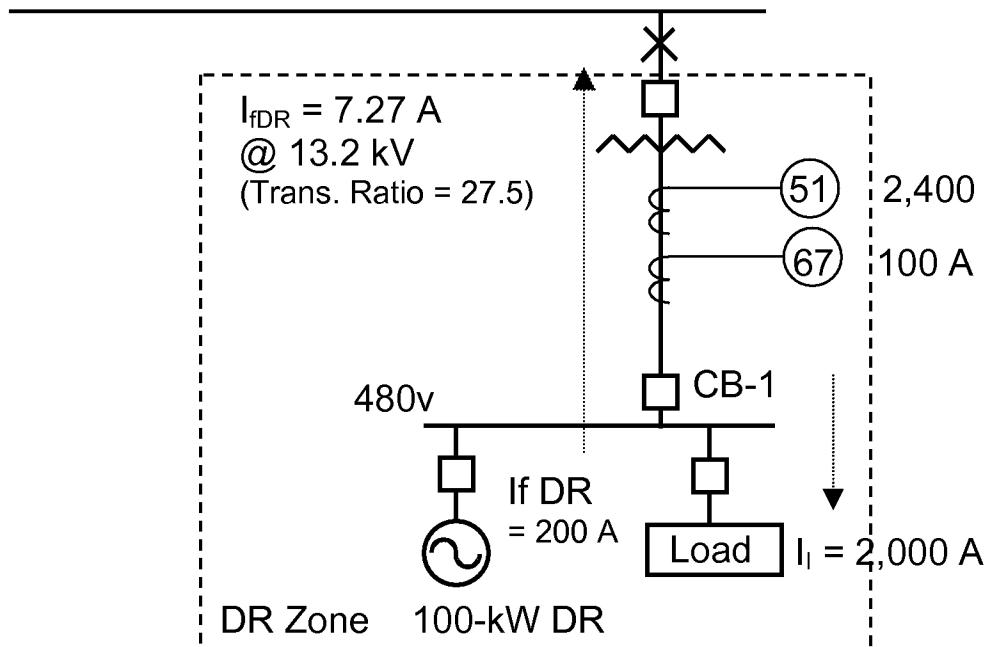 I_fDR = 7.27 A
@ 13.2 kV
(Trans. Ratio = 27.5)
51 2,400
67 100 A
CB-1
480v
If DR
= 200 A
Load I_l = 2,000 A
DR Zone 100-kW DR